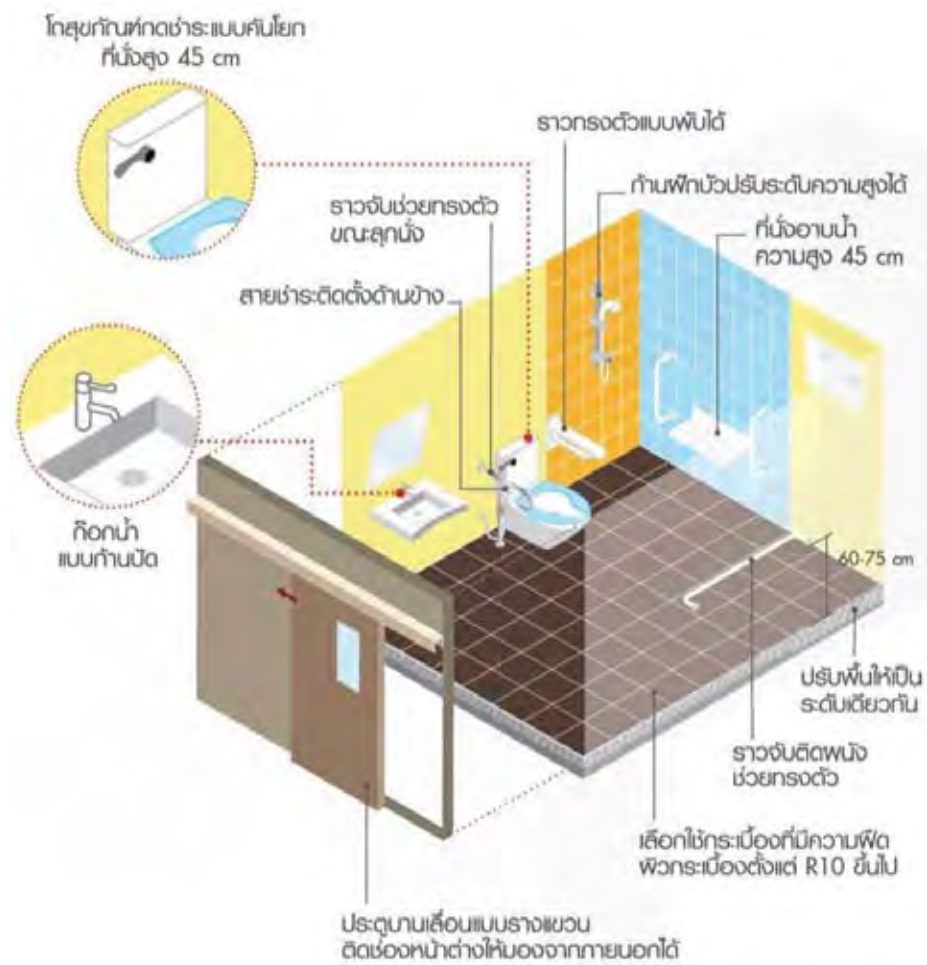 โถสุขภัณฑ์กดชำระแบบคันโยก
ที่นั่งสูง 45 cm
ราวทรงตัวแบบพับได้
ก้านฝักบัวปรับระดับความสูงได้
ราวจับช่วยทรงตัว
ขณะลุกนั่ง
ที่นั่งอาบน้ำ
ความสูง 45 cm
สายชำระติดตั้งด้านข้าง
ก๊อกน้ำ
แบบก้านปัด
60-75 cm
ปรับพื้นให้เป็น
ระดับเดียวกัน
ราวจับติดผนัง
ช่วยทรงตัว
เลือกใช้กระเบื้องที่มีความฝืด
ผิวกระเบื้องตั้งแต่ R10 ขึ้นไป
ประตูบานเลื่อนแบบรางแขวน
ติดช่องหน้าต่างให้มองจากภายนอกได้